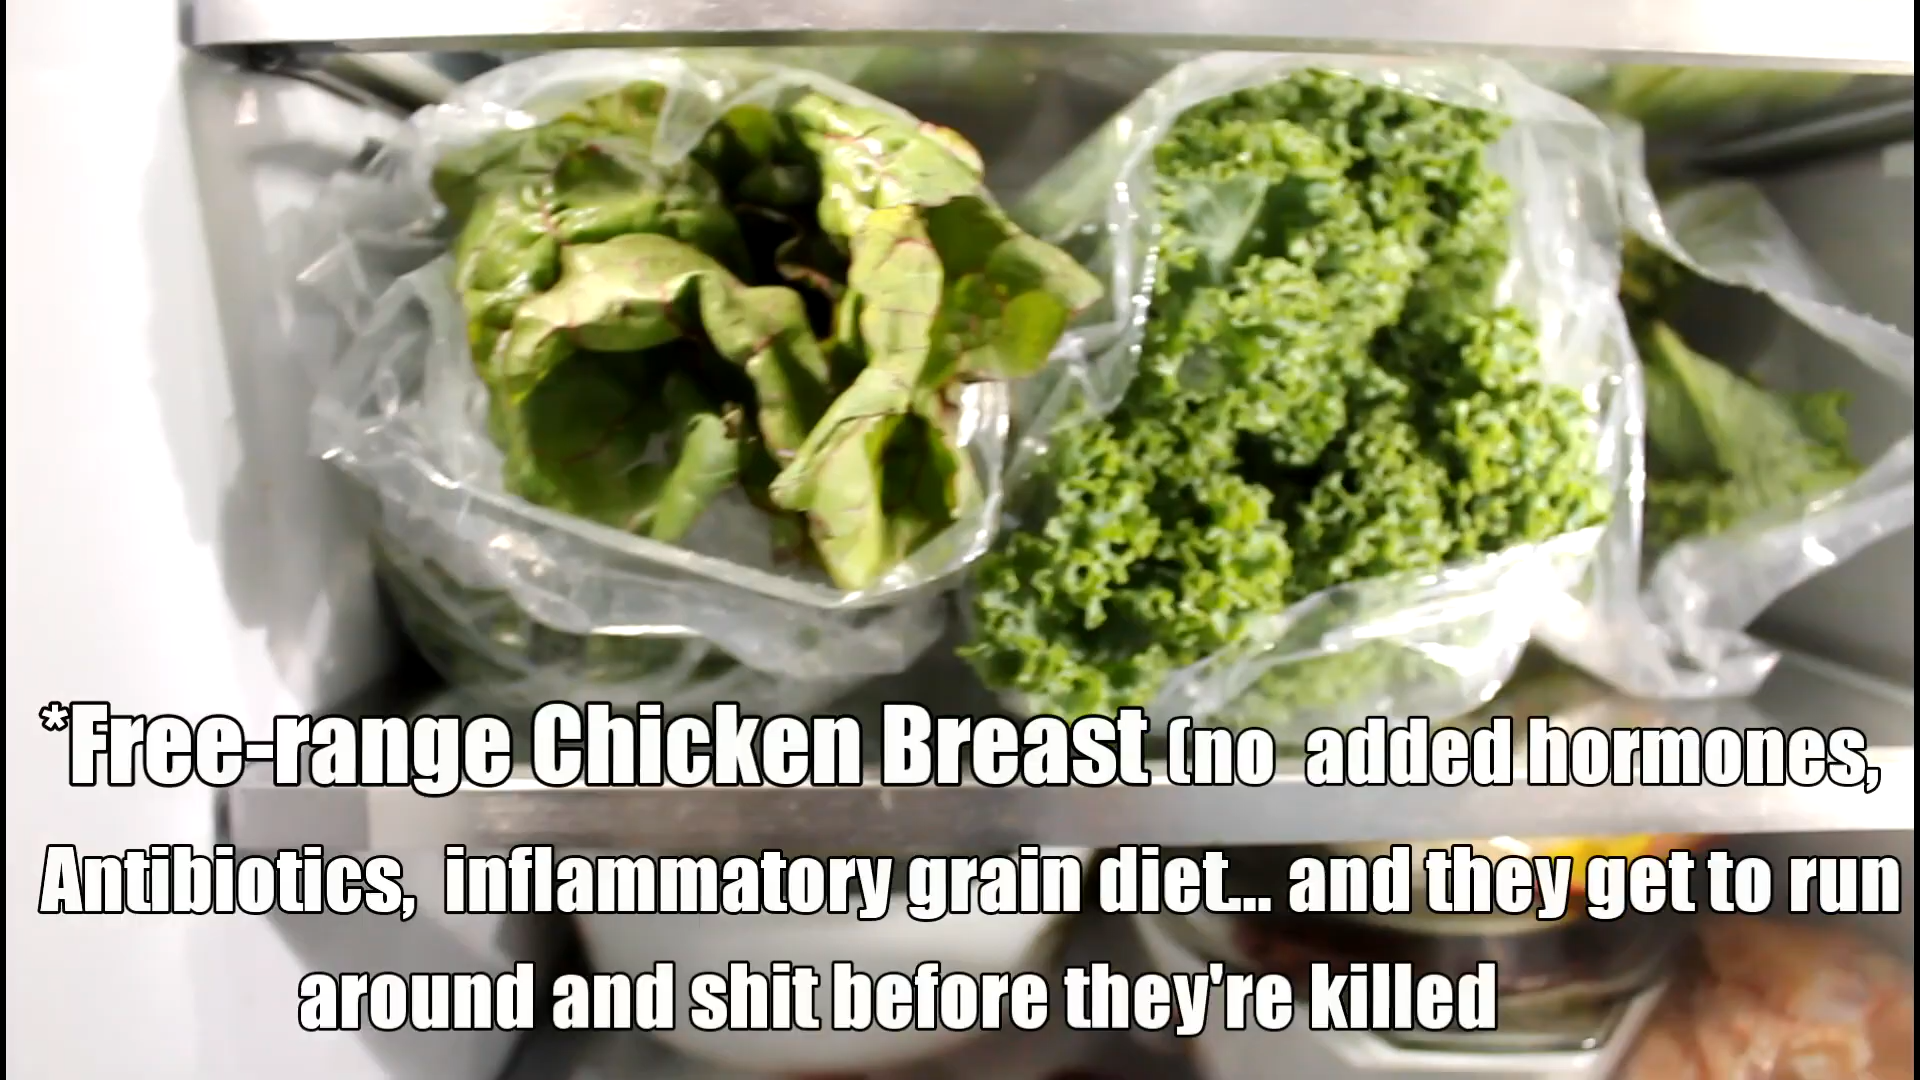 *Free-range Chicken Breast (no added hormones,
Antibiotics, inflammatory grain diet... and they get to run
around and shit before they're killed